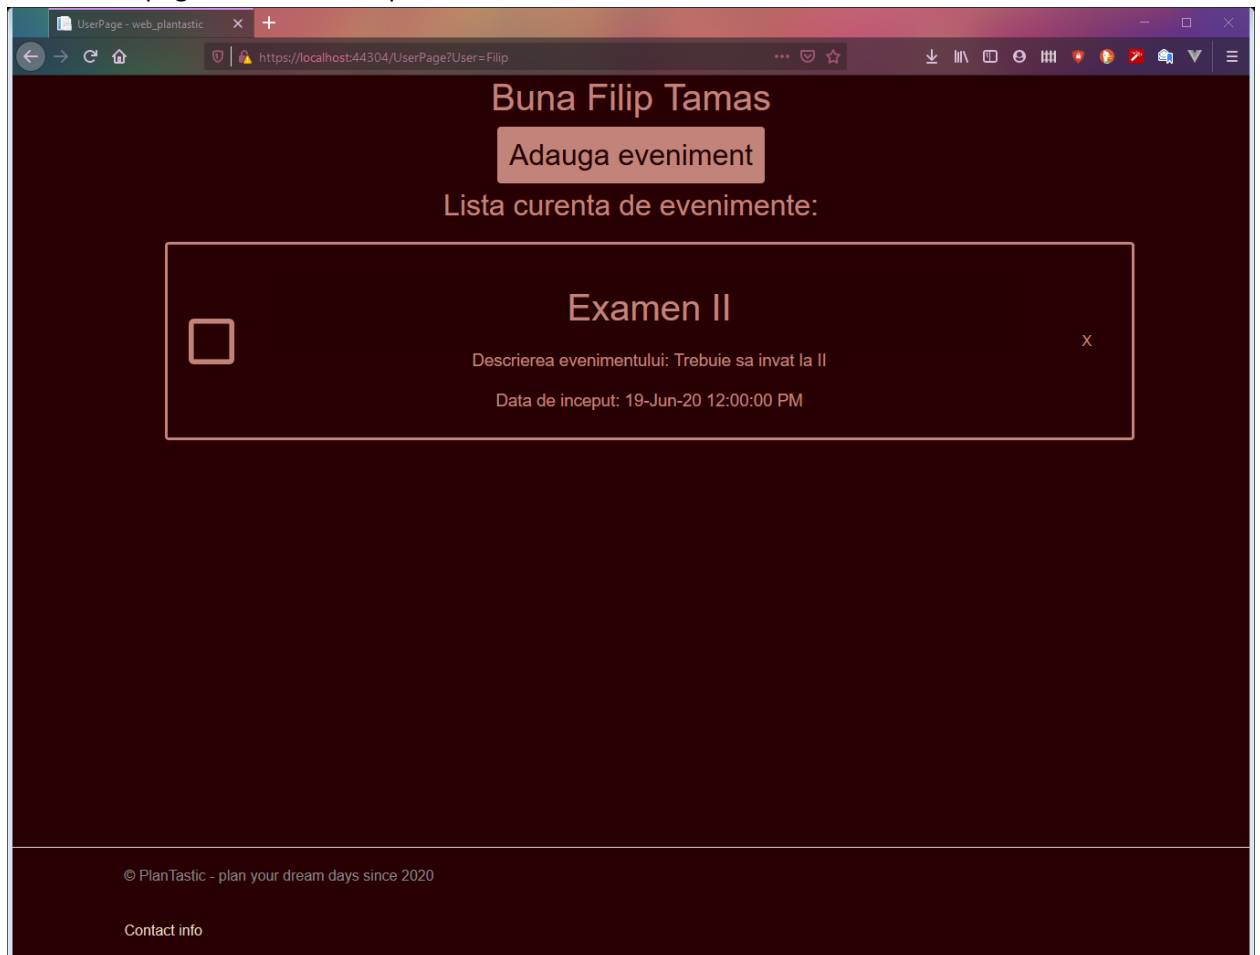 UserPage - web_plantastic
https://localhost:44304/UserPage?User=Filip
Buna Filip Tamas
Adauga eveniment
Lista curenta de evenimente:
Examen II
x
Descrierea evenimentului: Trebuie sa invat la II
Data de inceput: 19-Jun-20 12:00:00 PM
© PlanTastic - plan your dream days since 2020
Contact info